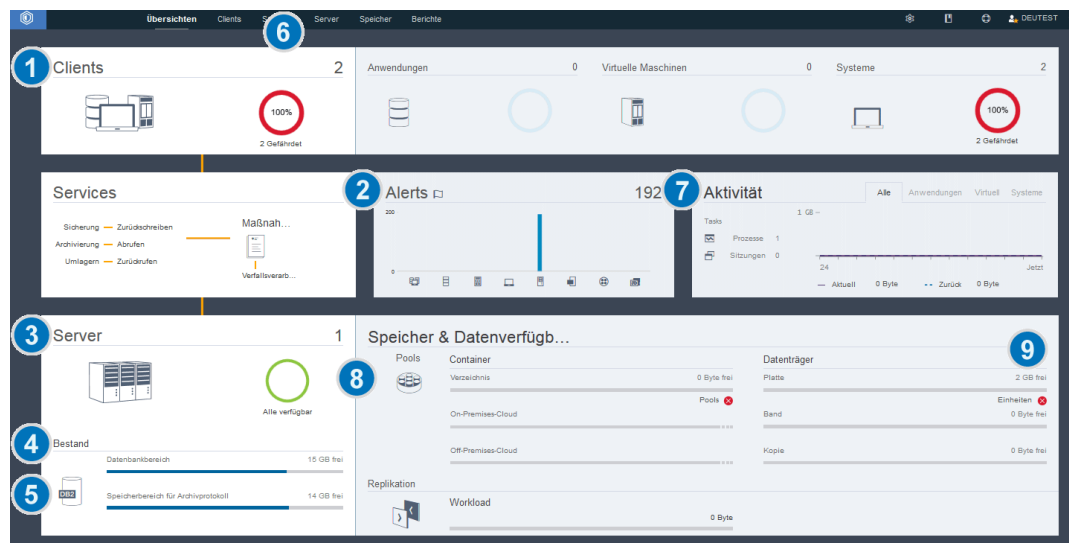 Übersichten Clients S Server Speicher Berichte DEUTEST
6
1 Clients 2
100%
2 Gefährdet
Anwendungen 0 Virtuelle Maschinen 0 Systeme 2
100%
2 Gefährdet
Services
Sicherung Zurückschreiben
Archivierung Abrufen
Umlagern Zurückrufen
Maßnah...
Verfallsverarb...
2 Alerts 192
200
0
7 Aktivität
Alle Anwendungen Virtuell Systeme
1 GB
Tasks
Prozesse 1
Sitzungen 0
24 Jetzt
Aktuell 0 Byte Zurück 0 Byte
3 Server 1
Alle verfügbar
4 Bestand
Datenbankbereich 15 GB frei
5 DB2 Speicherbereich für Archivprotokoll 14 GB frei
Speicher & Datenverfügb...
8 Pools
Container
Verzeichnis 0 Byte frei
Pools
On-Premises-Cloud
Off-Premises-Cloud
9
Datenträger
Platte 2 GB frei
Einheiten
Band 0 Byte frei
Kopie 0 Byte frei
Replikation
Workload
0 Byte